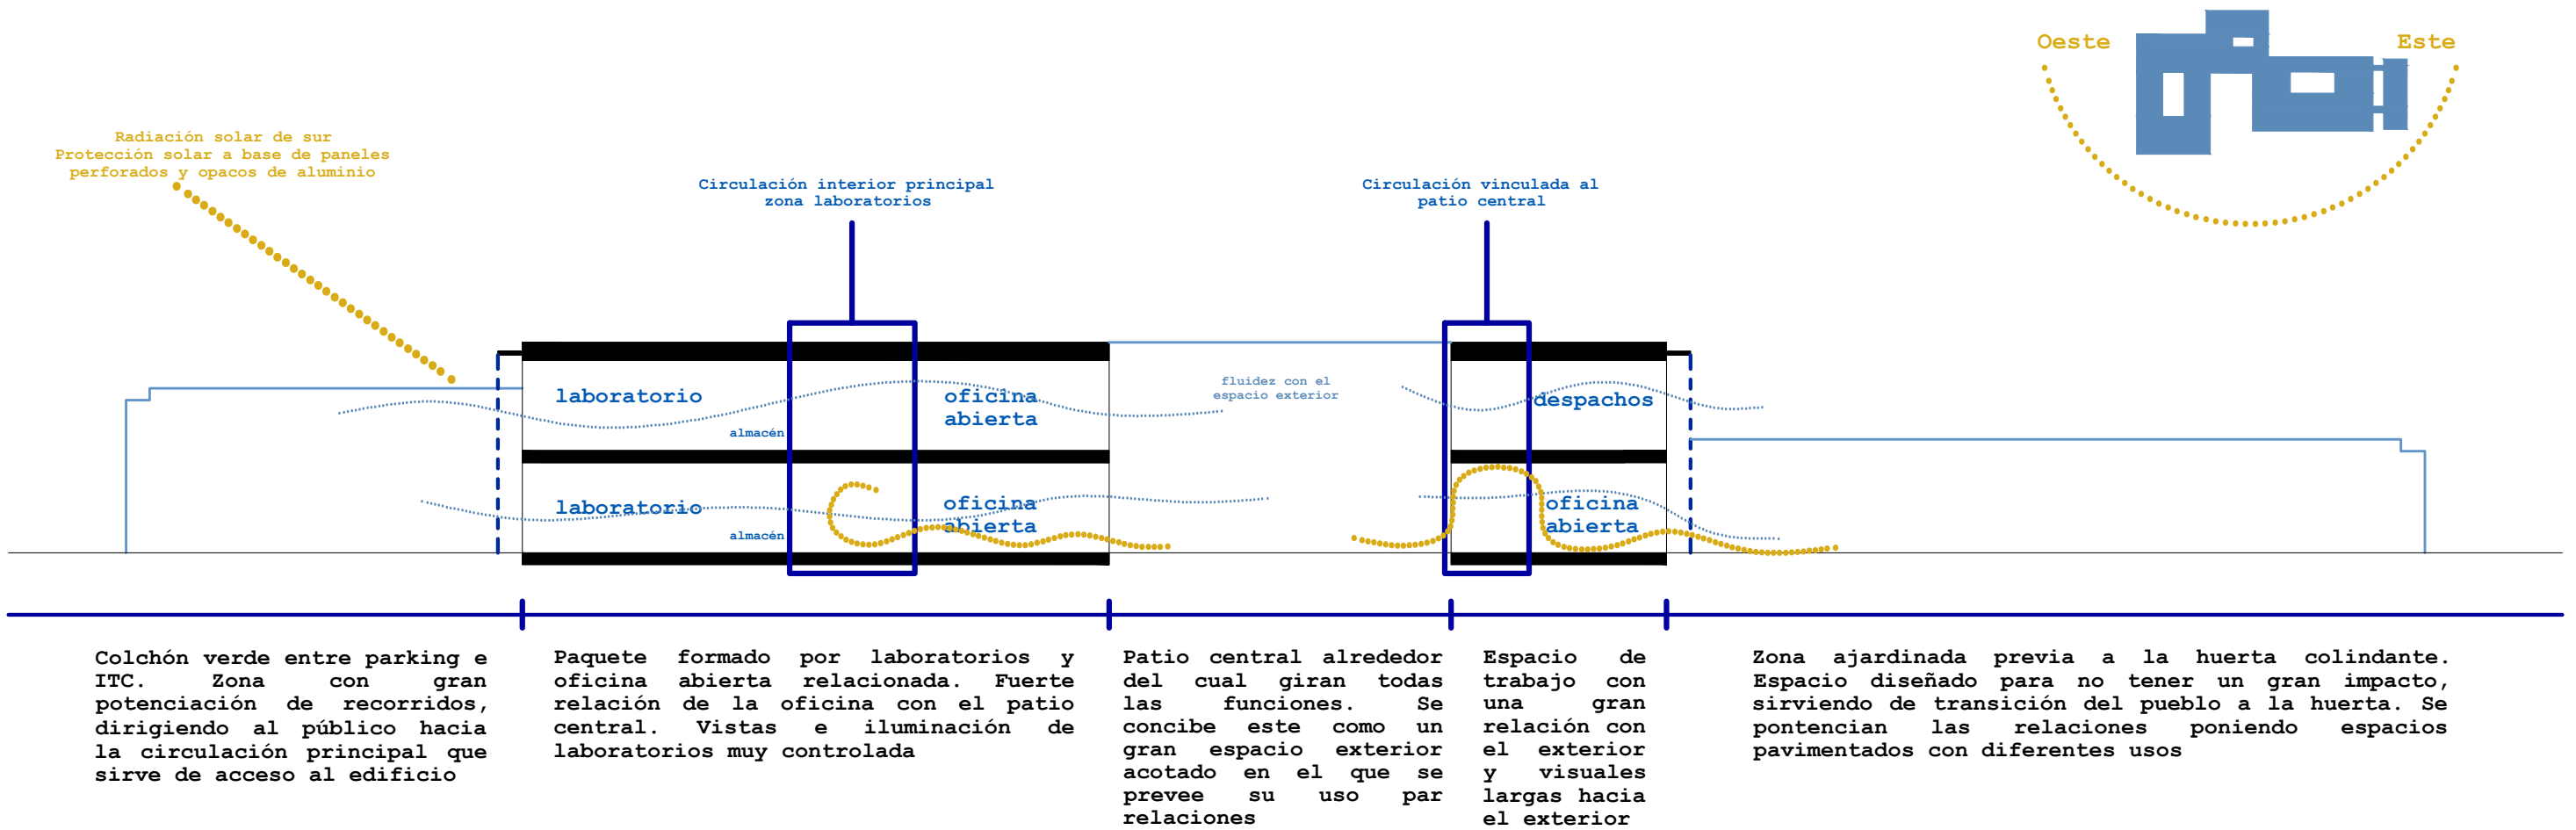 Oeste
Este
Radiación solar de sur
Protección solar a base de paneles
perforados y opacos de aluminio
Circulación interior principal
zona laboratorios
Circulación vinculada al
patio central
laboratorio
almacén
oficina
abierta
fluidez con el
espacio exterior
despachos
laboratorio
almacén
oficina
abierta
oficina
abierta
Colchón verde entre parking e
ITC. Zona con gran
potenciación de recorridos,
dirigiendo al público hacia
la circulación principal que
sirve de acceso al edificio
Paquete formado por laboratorios y
oficina abierta relacionada. Fuerte
relación de la oficina con el patio
central. Vistas e iluminación de
laboratorios muy controlada
Patio central alrededor
del cual giran todas
las funciones. Se
concibe este como un
gran espacio exterior
acotado en el que se
prevee su uso par
relaciones
Espacio de
trabajo con
una gran
relación con
el exterior
y visuales
largas hacia
el exterior
Zona ajardinada previa a la huerta colindante.
Espacio diseñado para no tener un gran impacto,
sirviendo de transición del pueblo a la huerta. Se
pontencian las relaciones poniendo espacios
pavimentados con diferentes usos